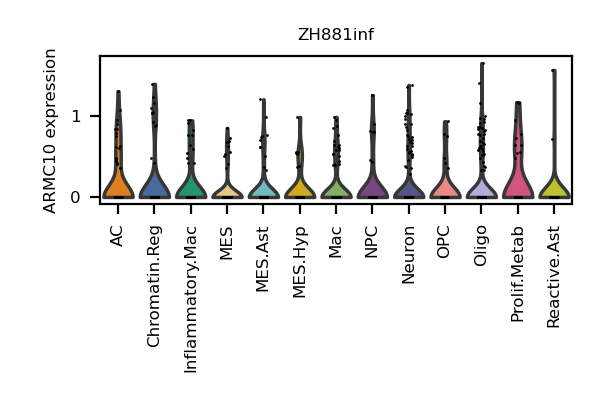 ZH881inf
ARMC10 expression
1
0
AC
Chromatin.Reg
Inflammatory.Mac
MES
MES.Ast
MES.Hyp
Mac
NPC
Neuron
OPC
Oligo
Prolif.Metab
Reactive.Ast